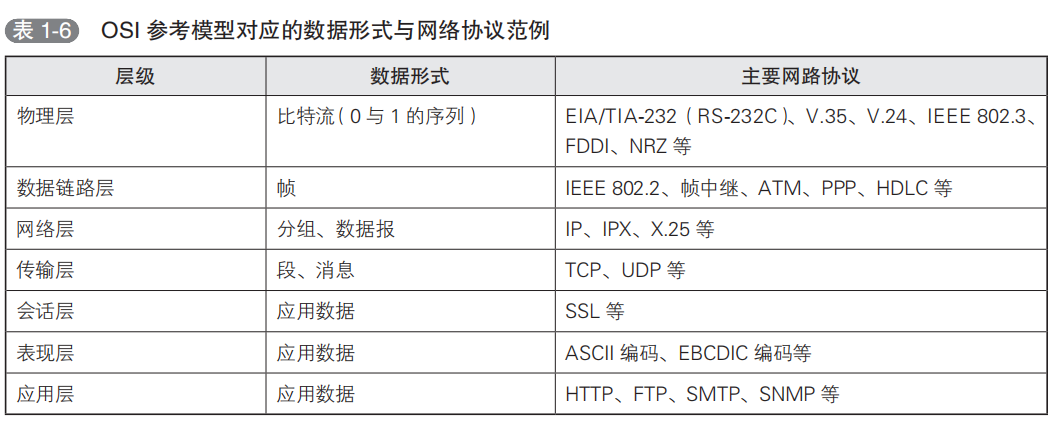 表 1-6 OSI 参考模型对应的数据形式与网络协议范例
层级 数据形式 主要网路协议
物理层 比特流( 0 与 1 的序列 ) EIA/TIA-232（RS-232C）、V.35、V.24、IEEE 802.3、
FDDI、NRZ 等
数据链路层 帧 IEEE 802.2、帧中继、ATM、PPP、HDLC 等
网络层 分组、数据报 IP、IPX、X.25 等
传输层 段、消息 TCP、UDP 等
会话层 应用数据 SSL 等
表现层 应用数据 ASCII 编码、EBCDIC 编码等
应用层 应用数据 HTTP、FTP、SMTP、SNMP 等